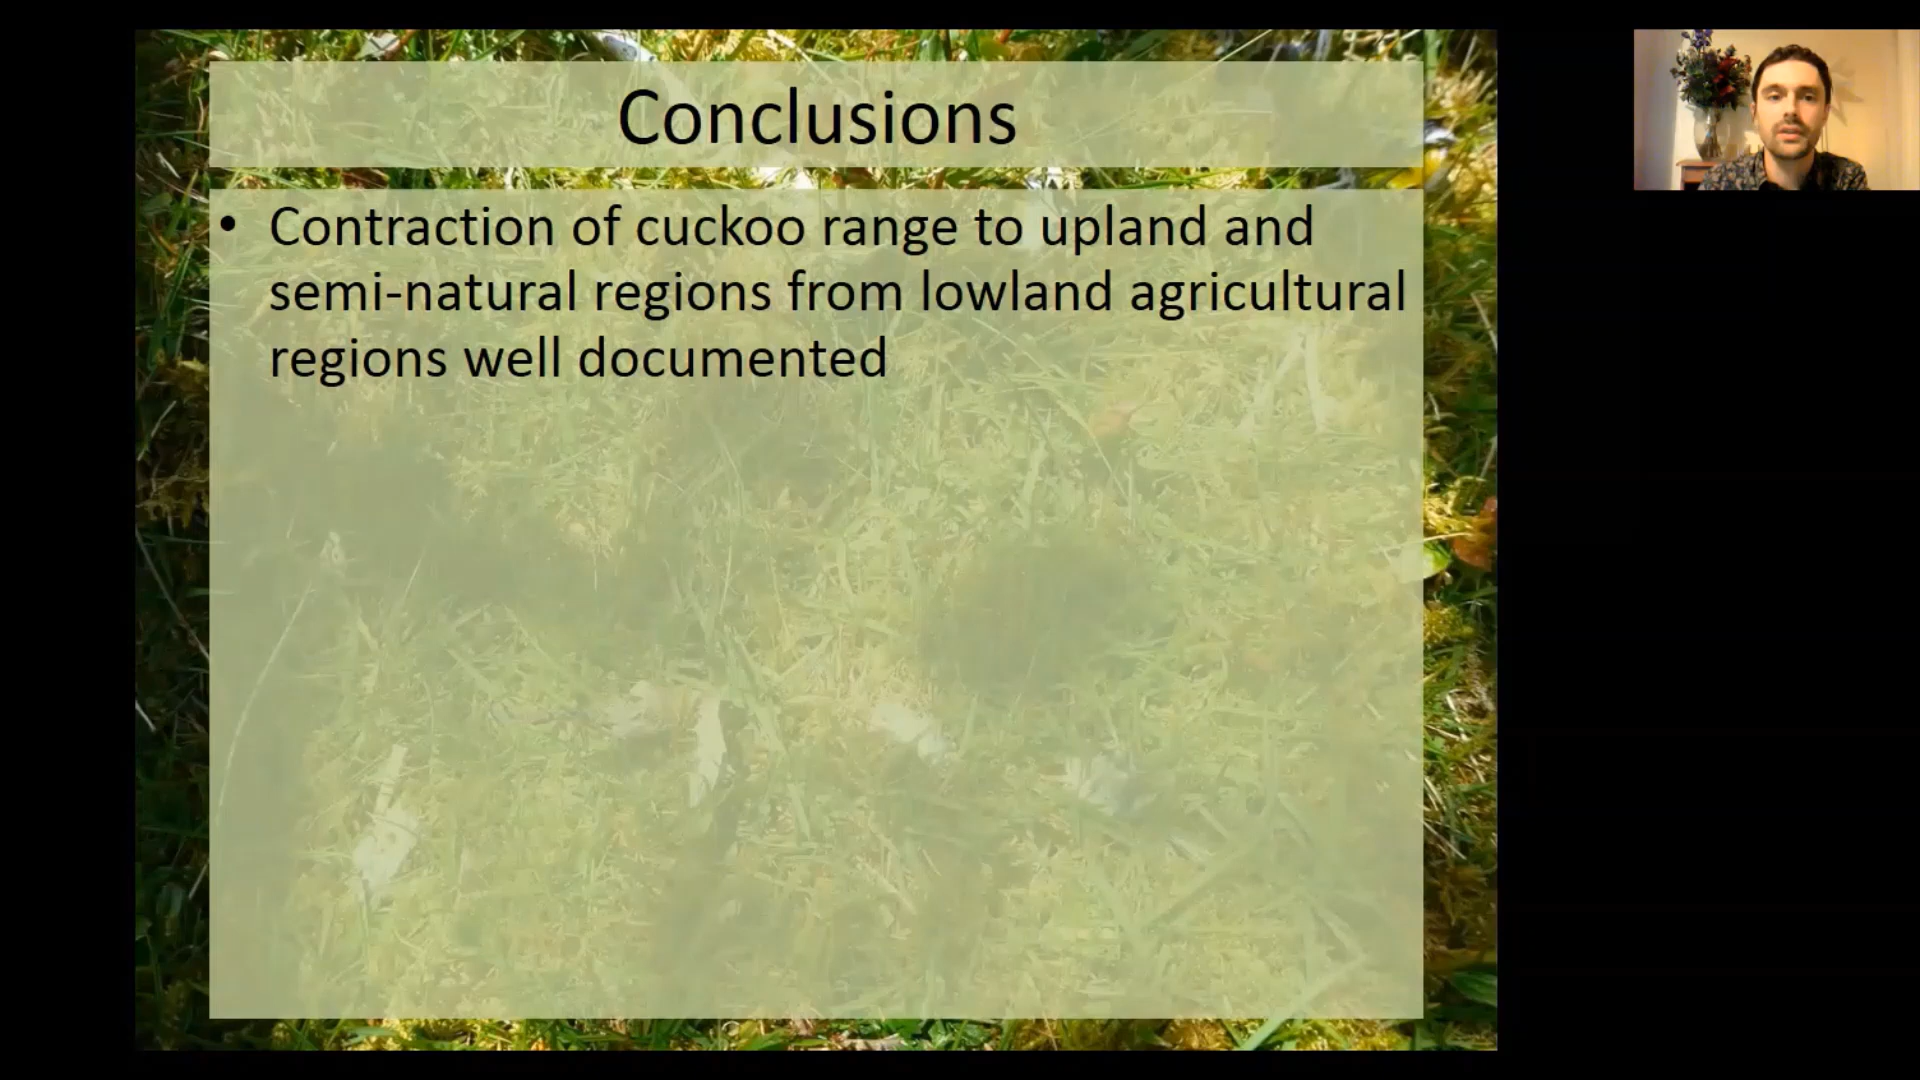 Conclusions
• Contraction of cuckoo range to upland and
semi-natural regions from lowland agricultural
regions well documented